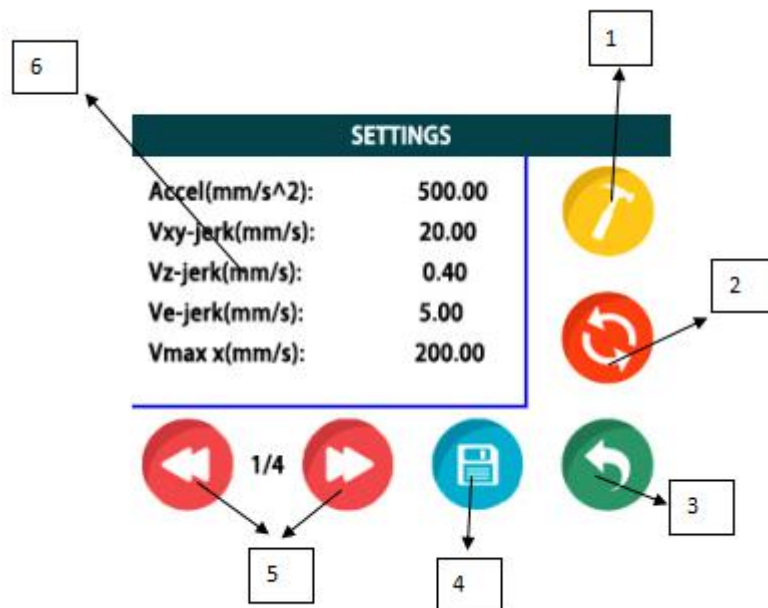 1
6
SETTINGS
Accel(mm/s^2): 500.00
Vxy-jerk(mm/s): 20.00
Vz-jerk(mm/s): 0.40
2
Ve-jerk(mm/s): 5.00
Vmax x(mm/s): 200.00
1/4
3
5
4